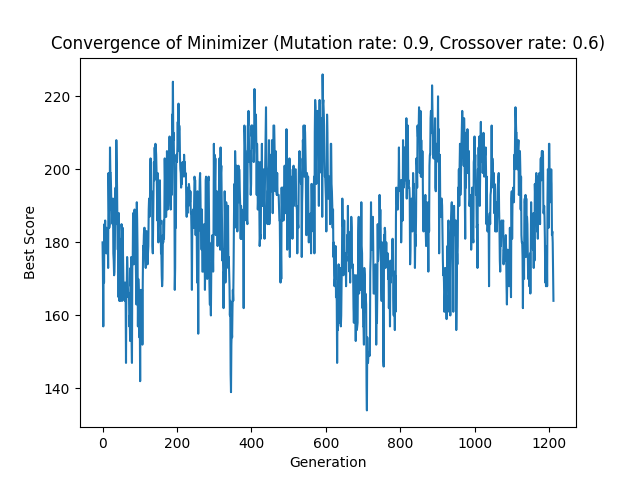 Convergence of Minimizer (Mutation rate: 0.9, Crossover rate: 0.6)
220
200
180
160
140
Best Score
0 200 400 600 800 1000 1200
Generation